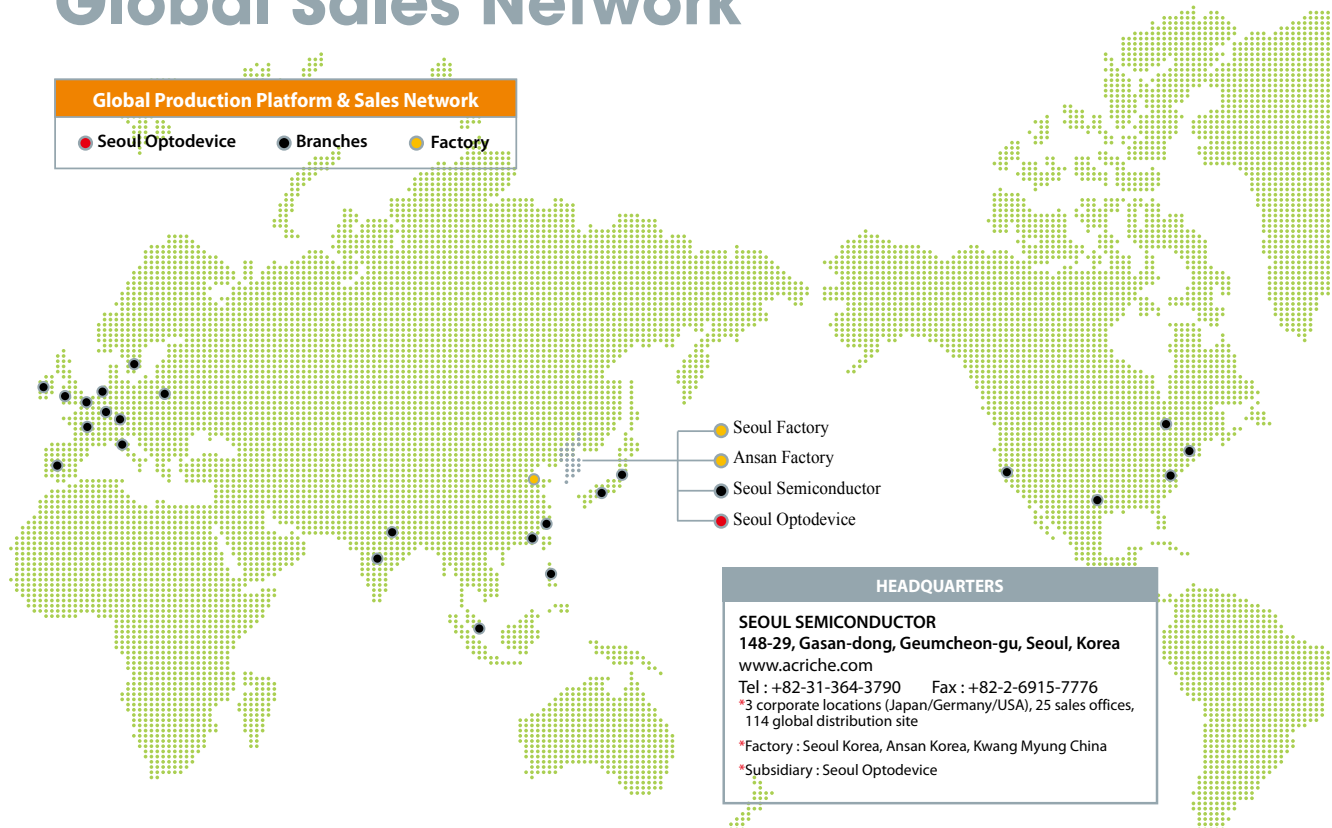 Global Sales Network
Global Production Platform & Sales Network
Seoul Optodevice Branches Factory
Seoul Factory
Ansan Factory
Seoul Semiconductor
Seoul Optodevice
HEADQUARTERS
SEOUL SEMICONDUCTOR
148-29, Gasan-dong, Geumcheon-gu, Seoul, Korea
www.acriche.com
Tel : +82-31-364-3790 Fax : +82-2-6915-7776
*3 corporate locations (Japan/Germany/USA), 25 sales offices,
114 global distribution site
*Factory : Seoul Korea, Ansan Korea, Kwang Myung China
*Subsidiary : Seoul Optodevice